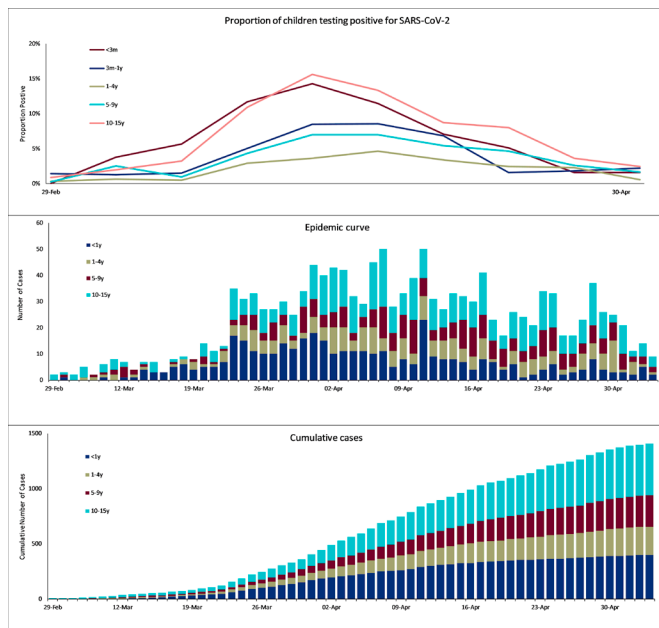 Proportion of children testing positive for SARS-CoV-2
<3m
3m-1y
1-4y
5-9y
10-15y
Proportion Postive
20%
15%
10%
5%
0%
29-Feb
30-Apr
Epidemic curve
<1y
1-4y
5-9y
10-15y
Number of Cases
60
50
40
30
20
10
0
29-Feb
12-Mar
19-Mar
26-Mar
02-Apr
09-Apr
16-Apr
23-Apr
30-Apr
Cumulative cases
<1y
1-4y
5-9y
10-15y
Cumulative Number of Cases
1500
1000
500
0
29-Feb
12-Mar
19-Mar
26-Mar
02-Apr
09-Apr
16-Apr
23-Apr
30-Apr